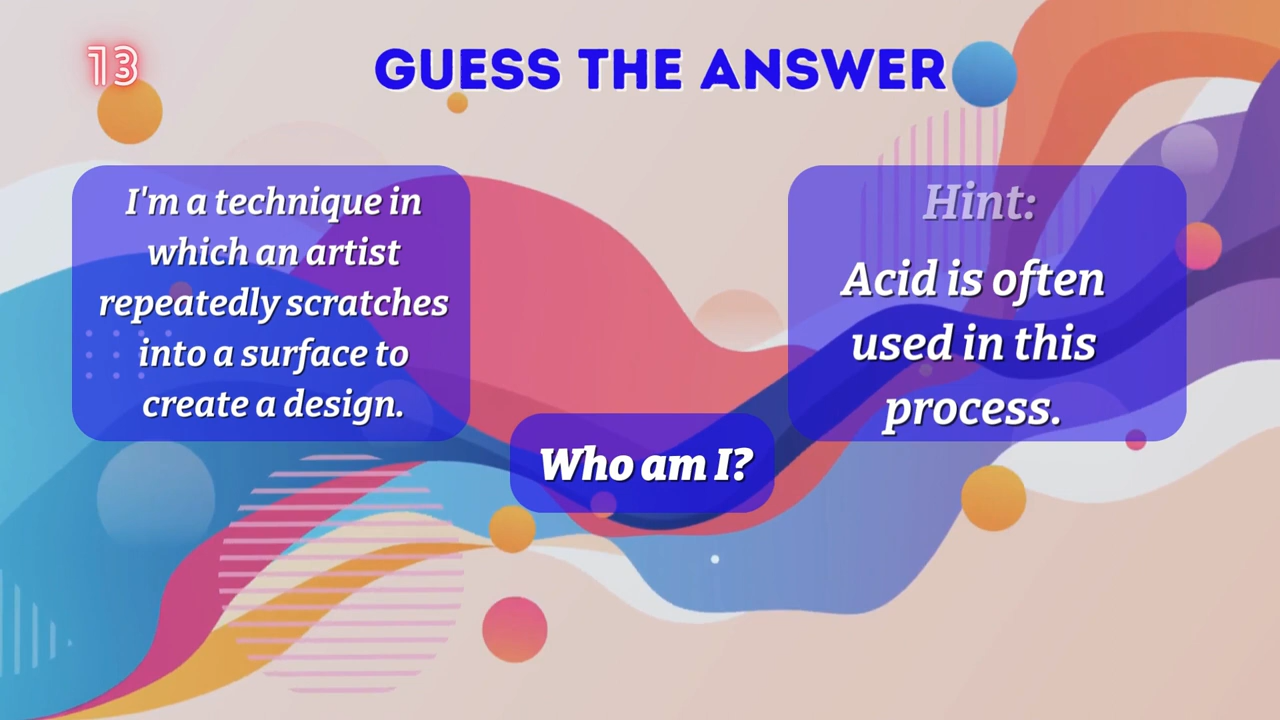 13
GUESS THE ANSWER
I'm a technique in
which an artist
repeatedly scratches
into a surface to
create a design.
Hint:
Acid is often
used in this
process.
Who am I?